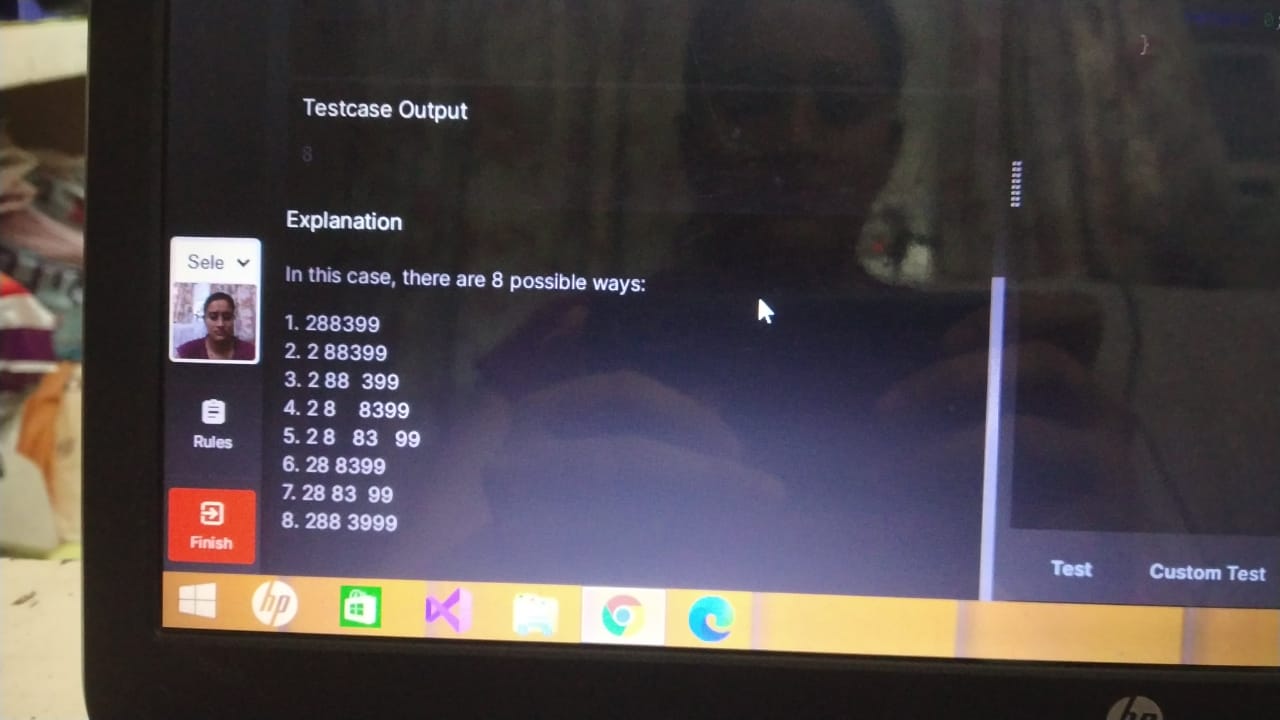 }
Testcase Output
8
Explanation
Sele
In this case, there are 8 possible ways:
1. 288399
2. 2 88399
3. 2 88 399
4. 2 8 8399
5. 2 8 83 99
6. 28 8399
7. 28 83 99
8. 288 3999
Rules
Finish
Test
Custom Test
hp
hp